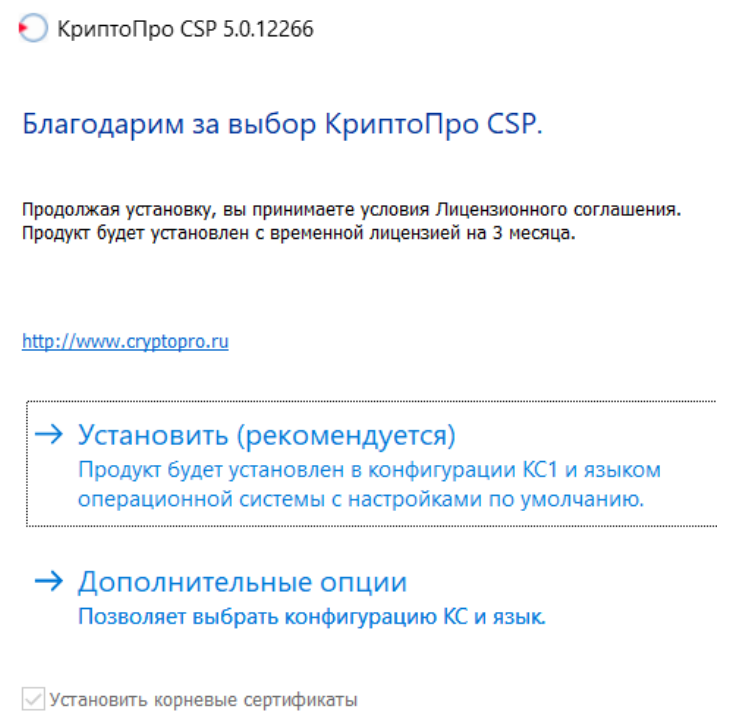 КриптоПро CSP 5.0.12266
Благодарим за выбор КриптоПро CSP.
Продолжая установку, вы принимаете условия Лицензионного соглашения.
Продукт будет установлен с временной лицензией на 3 месяца.
http://www.cryptopro.ru
Установить (рекомендуется)
Продукт будет установлен в конфигурации КС1 и языком
операционной системы с настройками по умолчанию.
Дополнительные опции
Позволяет выбрать конфигурацию КС и язык.
Установить корневые сертификаты